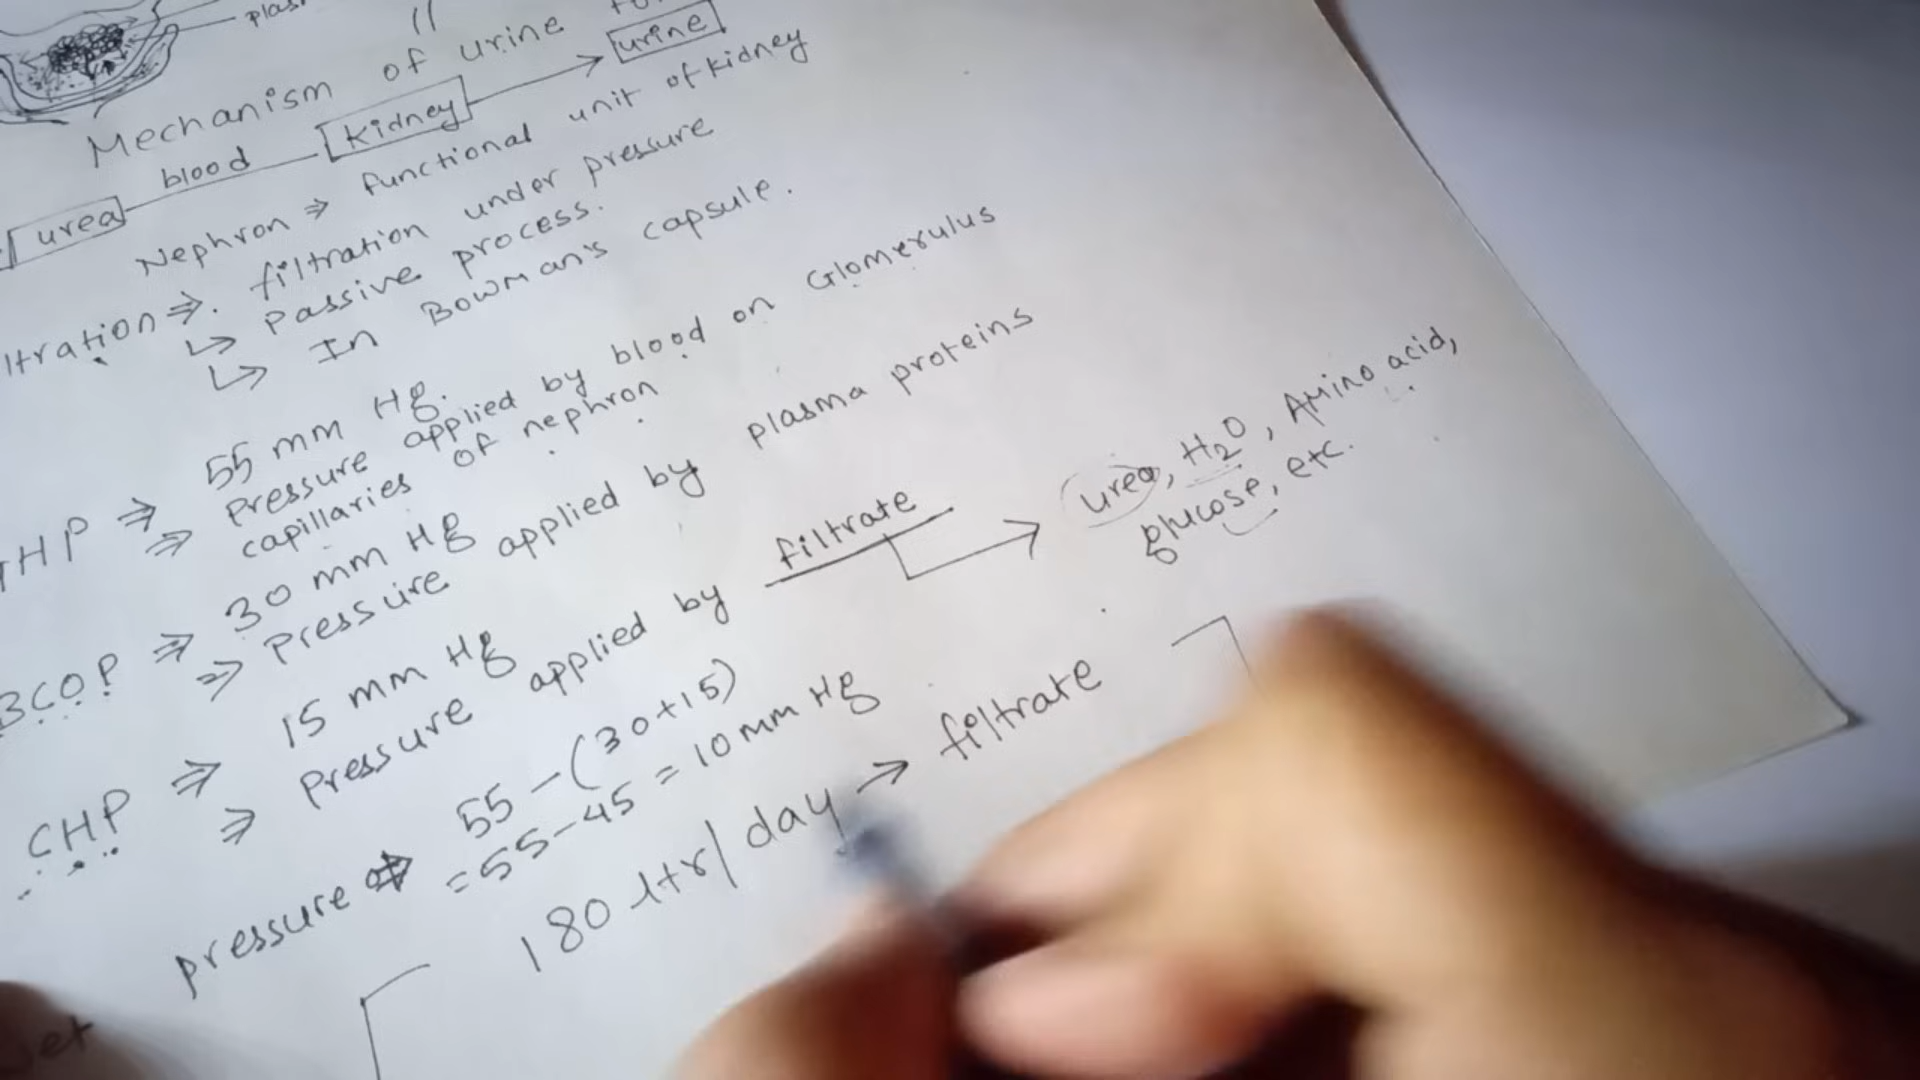 Mechanism of urine
urea blood kidney urine
Nephron ⇒ functional unit of kidney
ltration ⇒. filtration under pressure
↳ Passive process.
↳ In Bowman's capsule.
HP ⇒ 55 mm Hg.
⇒ Pressure applied by blood on Glomerulus
capillaries of nephron
BCOP ⇒ 30 mm Hg
⇒ Pressure applied by plasma proteins
CHP ⇒ 15 mm Hg
⇒ Pressure applied by filtrate → urea, H2O, Amino acid,
glucose, etc.
pressure ⇒ 55-(30+15)
= 55-45 = 10 mm Hg
180 ltr/day → filtrate